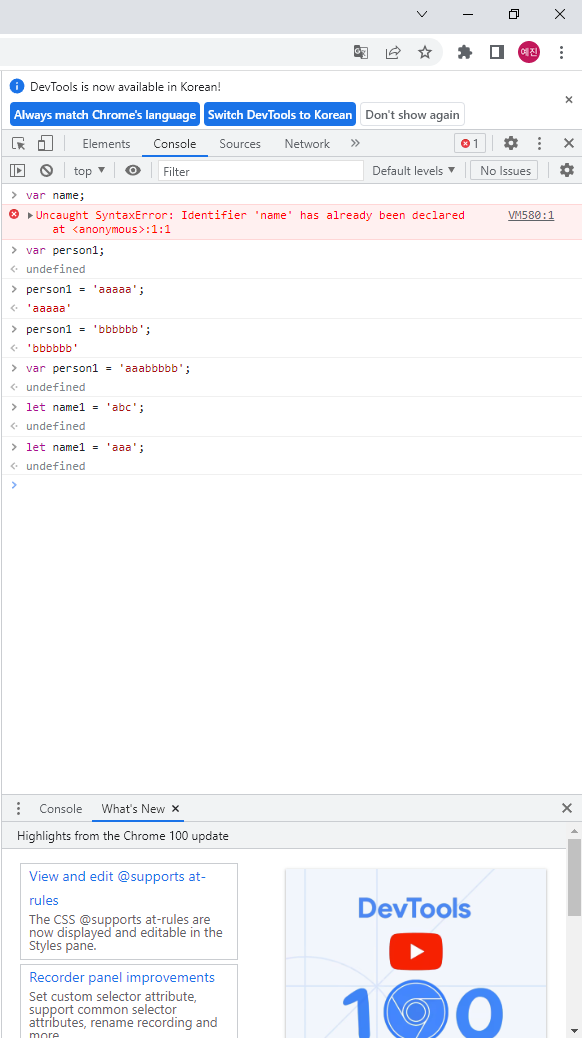 예진
DevTools is now available in Korean!
Always match Chrome's language Switch DevTools to Korean Don't show again
Elements Console Sources Network 1
top Filter Default levels No Issues
var name;
Uncaught SyntaxError: Identifier 'name' has already been declared VM580:1
at <anonymous>:1:1
var person1;
undefined
person1 = 'aaaaa';
'aaaaa'
person1 = 'bbbbbb';
'bbbbbb'
var person1 = 'aaabbbbb';
undefined
let name1 = 'abc';
undefined
let name1 = 'aaa';
undefined
Console What's New
Highlights from the Chrome 100 update
View and edit @supports at-
rules
The CSS @supports at-rules are
now displayed and editable in the
Styles pane.
Recorder panel improvements
Set custom selector attribute,
support common selector
attributes, rename recording and
more
DevTools
100